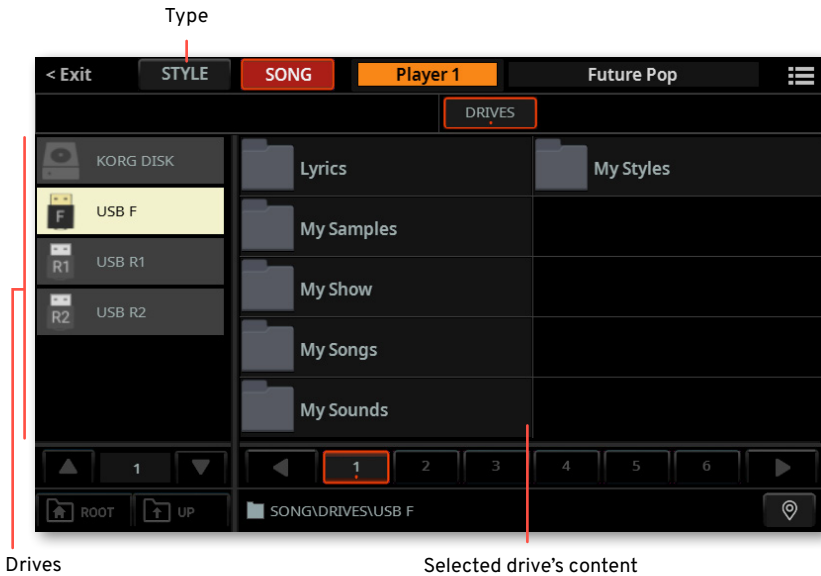 Type
< Exit STYLE SONG Player 1 Future Pop
DRIVES
KORG DISK
F USB F
R1 USB R1
R2 USB R2
Lyrics My Styles
My Samples
My Show
My Songs
My Sounds
1 1 2 3 4 5 6
ROOT UP SONG\DRIVES\USB F
Drives Selected drive's content